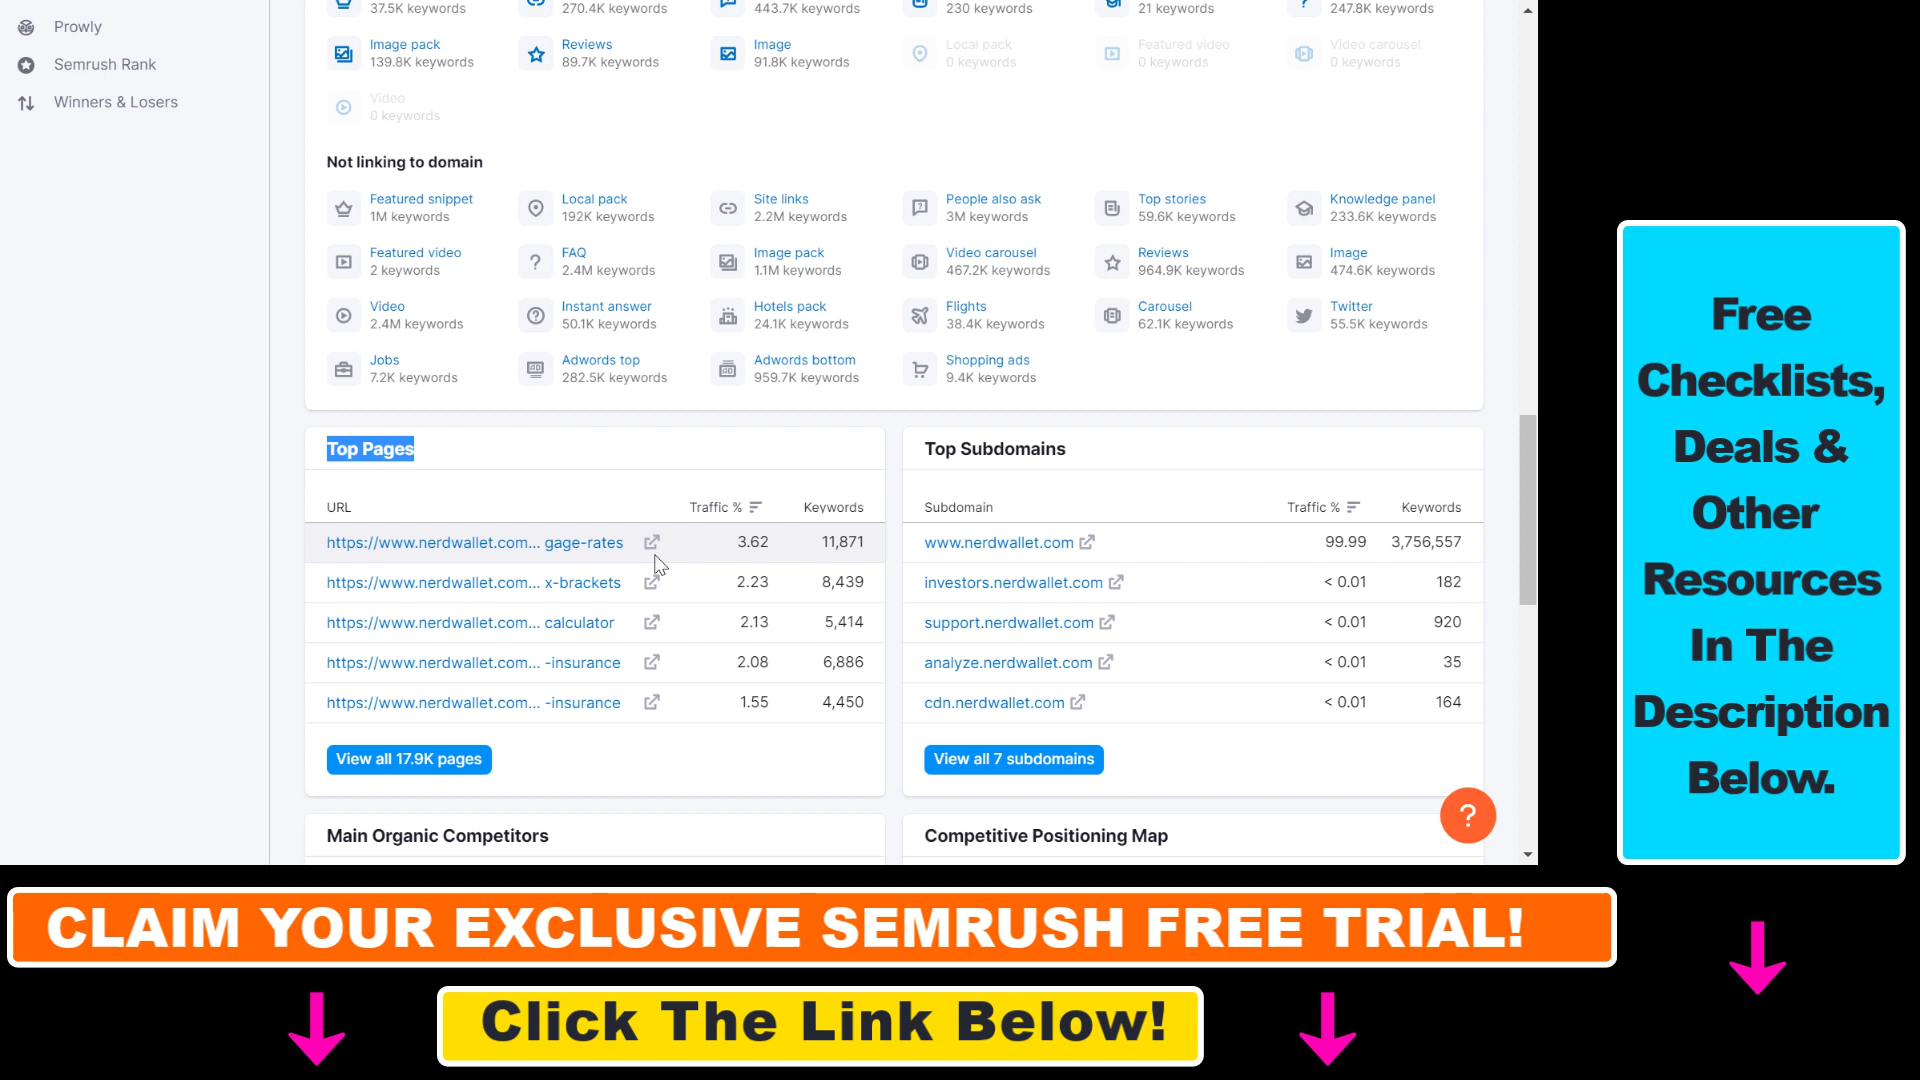 Prowly
Semrush Rank
Winners & Losers
37.5K keywords
270.4K keywords
443.7K keywords
230 keywords
21 keywords
247.8K keywords
Image pack
139.8K keywords
Reviews
89.7K keywords
Image
91.8K keywords
Local pack
0 keywords
Featured video
0 keywords
Video carousel
0 keywords
Video
0 keywords
Not linking to domain
Featured snippet
1M keywords
Local pack
192K keywords
Site links
2.2M keywords
People also ask
3M keywords
Top stories
59.6K keywords
Knowledge panel
233.6K keywords
Featured video
2 keywords
FAQ
2.4M keywords
Image pack
1.1M keywords
Video carousel
467.2K keywords
Reviews
964.9K keywords
Image
474.6K keywords
Video
2.4M keywords
Instant answer
50.1K keywords
Hotels pack
24.1K keywords
Flights
38.4K keywords
Carousel
62.1K keywords
Twitter
55.5K keywords
Jobs
7.2K keywords
Adwords top
282.5K keywords
Adwords bottom
959.7K keywords
Shopping ads
9.4K keywords
Top Pages
URL Traffic % Keywords
https://www.nerdwallet.com... gage-rates 3.62 11,871
https://www.nerdwallet.com... x-brackets 2.23 8,439
https://www.nerdwallet.com... calculator 2.13 5,414
https://www.nerdwallet.com... -insurance 2.08 6,886
https://www.nerdwallet.com... -insurance 1.55 4,450
View all 17.9K pages
Top Subdomains
Subdomain Traffic % Keywords
www.nerdwallet.com 99.99 3,756,557
investors.nerdwallet.com < 0.01 182
support.nerdwallet.com < 0.01 920
analyze.nerdwallet.com < 0.01 35
cdn.nerdwallet.com < 0.01 164
View all 7 subdomains
?
Main Organic Competitors
Competitive Positioning Map
Free
Checklists,
Deals &
Other
Resources
In The
Description
Below.
CLAIM YOUR EXCLUSIVE SEMRUSH FREE TRIAL!
Click The Link Below!